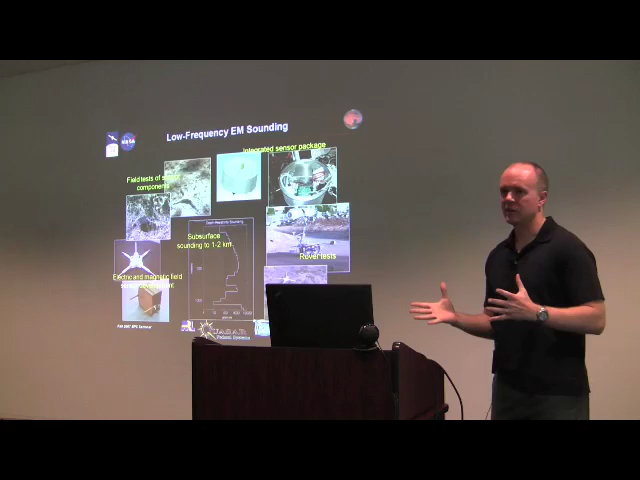 Low-Frequency EM Sounding
NASA
Integrated sensor package
Field tests of sensor
components
Subsurface
sounding to 1-2 km
Rover tests
Electric and magnetic field
QUASAR